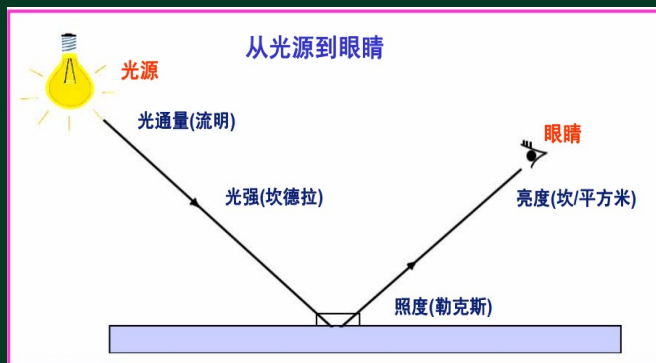 从光源到眼睛
光源
光通量(流明)
眼睛
光强(坎德拉)
亮度(坎/平方米)
照度(勒克斯)